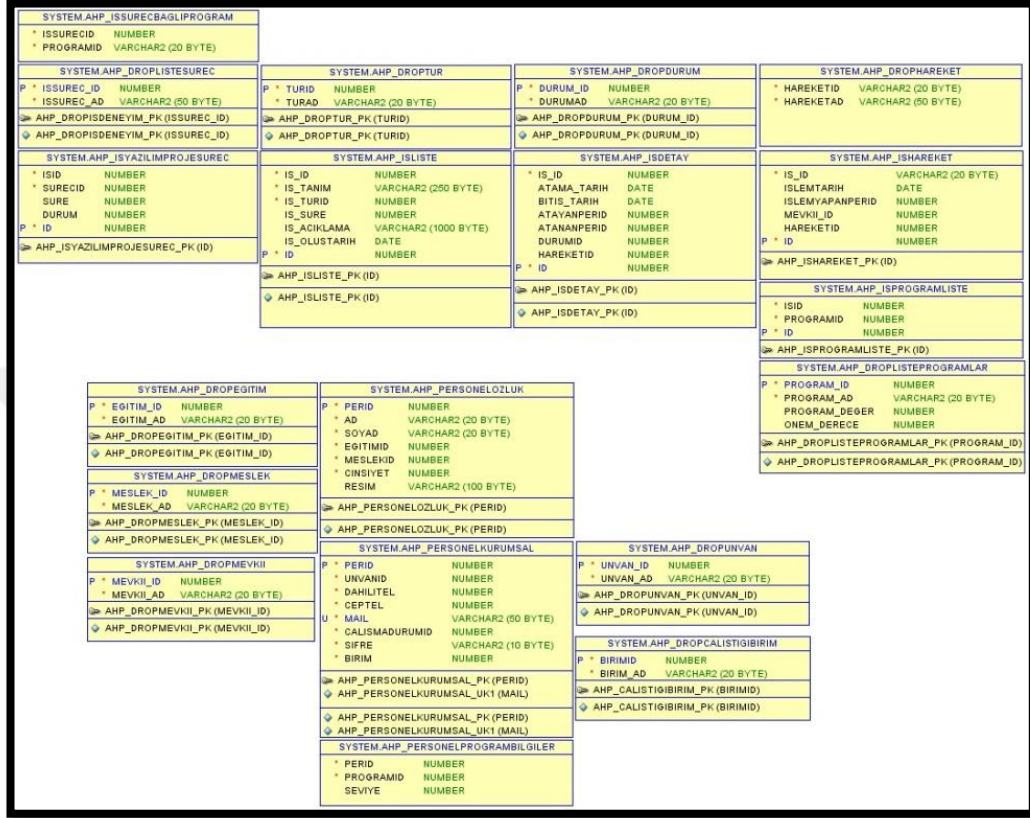 SYSTEM.AHP_ISSURECBAGLIPROGRAM
* ISSURECID NUMBER
* PROGRAMID VARCHAR2 (20 BYTE)
SYSTEM.AHP_DROPLISTESUREC
P * ISSUREC_ID NUMBER
* ISSUREC_AD VARCHAR2 (50 BYTE)
AHP_DROPISDENEYIM_PK (ISSUREC_ID)
AHP_DROPISDENEYIM_PK (ISSUREC_ID)
SYSTEM.AHP_DROPTUR
P * TURID NUMBER
* TURAD VARCHAR2 (20 BYTE)
AHP_DROPTUR_PK (TURID)
AHP_DROPTUR_PK (TURID)
SYSTEM.AHP_DROPDURUM
P * DURUM_ID NUMBER
* DURUMAD VARCHAR2 (20 BYTE)
AHP_DROPDURUM_PK (DURUM_ID)
AHP_DROPDURUM_PK (DURUM_ID)
SYSTEM.AHP_DROPHAREKET
* HAREKETID VARCHAR2 (20 BYTE)
* HAREKETAD VARCHAR2 (50 BYTE)
SYSTEM.AHP_ISYAZILIMPROJESUREC
* ISID NUMBER
* SURECID NUMBER
SURE NUMBER
DURUM NUMBER
P * ID NUMBER
AHP_ISYAZILIMPROJESUREC_PK (ID)
SYSTEM.AHP_ISLISTE
* IS_ID NUMBER
* IS_TANIM VARCHAR2 (250 BYTE)
* IS_TURID NUMBER
IS_SURE NUMBER
IS_ACIKLAMA VARCHAR2 (1000 BYTE)
IS_OLUSTARIH DATE
P * ID NUMBER
AHP_ISLISTE_PK (ID)
AHP_ISLISTE_PK (ID)
SYSTEM.AHP_ISDETAY
* IS_ID NUMBER
ATAMA_TARIH DATE
BITIS_TARIH DATE
ATAYANPERID NUMBER
ATANANPERID NUMBER
DURUMID NUMBER
HAREKETID NUMBER
P * ID NUMBER
AHP_ISDETAY_PK (ID)
AHP_ISDETAY_PK (ID)
SYSTEM.AHP_ISHAREKET
* IS_ID VARCHAR2 (20 BYTE)
ISLEMTARIH DATE
ISLEMYAPANPERID NUMBER
MEVKII_ID NUMBER
HAREKETID NUMBER
P * ID NUMBER
AHP_ISHAREKET_PK (ID)
SYSTEM.AHP_ISPROGRAMLISTE
* ISID NUMBER
* PROGRAMID NUMBER
P * ID NUMBER
AHP_ISPROGRAMLISTE_PK (ID)
SYSTEM.AHP_DROPLISTEPROGRAMLAR
P * PROGRAM_ID NUMBER
* PROGRAM_AD VARCHAR2 (20 BYTE)
PROGRAM_DEGER NUMBER
ONEM_DERECE NUMBER
AHP_DROPLISTEPROGRAMLAR_PK (PROGRAM_ID)
AHP_DROPLISTEPROGRAMLAR_PK (PROGRAM_ID)
SYSTEM.AHP_DROPEGITIM
P * EGITIM_ID NUMBER
* EGITIM_AD VARCHAR2 (20 BYTE)
AHP_DROPEGITIM_PK (EGITIM_ID)
AHP_DROPEGITIM_PK (EGITIM_ID)
SYSTEM.AHP_DROPMESLEK
P * MESLEK_ID NUMBER
* MESLEK_AD VARCHAR2 (20 BYTE)
AHP_DROPMESLEK_PK (MESLEK_ID)
AHP_DROPMESLEK_PK (MESLEK_ID)
SYSTEM.AHP_DROPMEVKII
P * MEVKII_ID NUMBER
* MEVKII_AD VARCHAR2 (20 BYTE)
AHP_DROPMEVKII_PK (MEVKII_ID)
AHP_DROPMEVKII_PK (MEVKII_ID)
SYSTEM.AHP_PERSONELOZLUK
P * PERID NUMBER
* AD VARCHAR2 (20 BYTE)
* SOYAD VARCHAR2 (20 BYTE)
* EGITIMID NUMBER
* MESLEKID NUMBER
* CINSIYET NUMBER
RESIM VARCHAR2 (100 BYTE)
AHP_PERSONELOZLUK_PK (PERID)
AHP_PERSONELOZLUK_PK (PERID)
SYSTEM.AHP_PERSONELKURUMSAL
P * PERID NUMBER
* UNVANID NUMBER
* DAHILITEL NUMBER
* CEPTEL NUMBER
U * MAIL VARCHAR2 (50 BYTE)
* CALISMADURUMID NUMBER
* SIFRE VARCHAR2 (10 BYTE)
* BIRIM NUMBER
AHP_PERSONELKURUMSAL_PK (PERID)
AHP_PERSONELKURUMSAL_UK1 (MAIL)
AHP_PERSONELKURUMSAL_PK (PERID)
AHP_PERSONELKURUMSAL_UK1 (MAIL)
SYSTEM.AHP_PERSONELPROGRAMBILGILER
* PERID NUMBER
* PROGRAMID NUMBER
SEVIYE NUMBER
SYSTEM.AHP_DROPUNVAN
P * UNVAN_ID NUMBER
* UNVAN_AD VARCHAR2 (20 BYTE)
AHP_DROPUNVAN_PK (UNVAN_ID)
AHP_DROPUNVAN_PK (UNVAN_ID)
SYSTEM.AHP_DROPCALISTIGIBIRIM
P * BIRIMID NUMBER
* BIRIM_AD VARCHAR2 (20 BYTE)
AHP_CALISTIGIBIRIM_PK (BIRIMID)
AHP_CALISTIGIBIRIM_PK (BIRIMID)